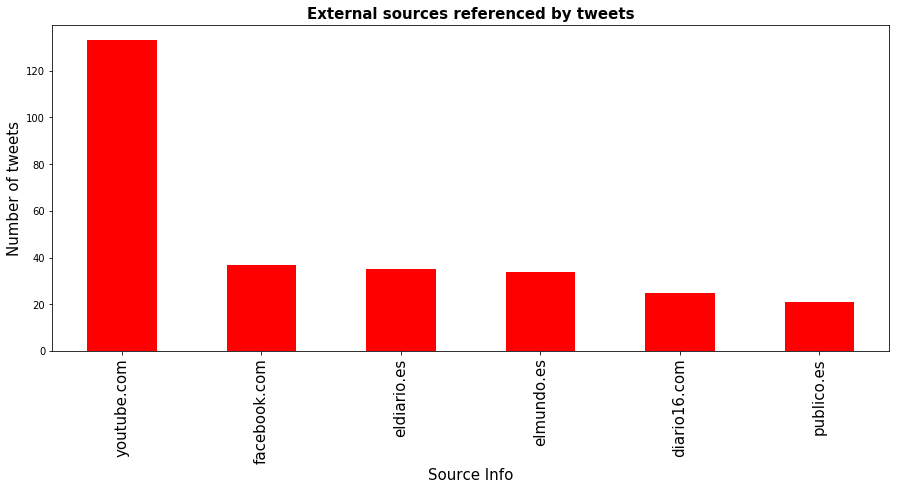 External sources referenced by tweets
Number of tweets
120
100
80
60
40
20
0
youtube.com
facebook.com
eldiario.es
elmundo.es
diario16.com
publico.es
Source Info